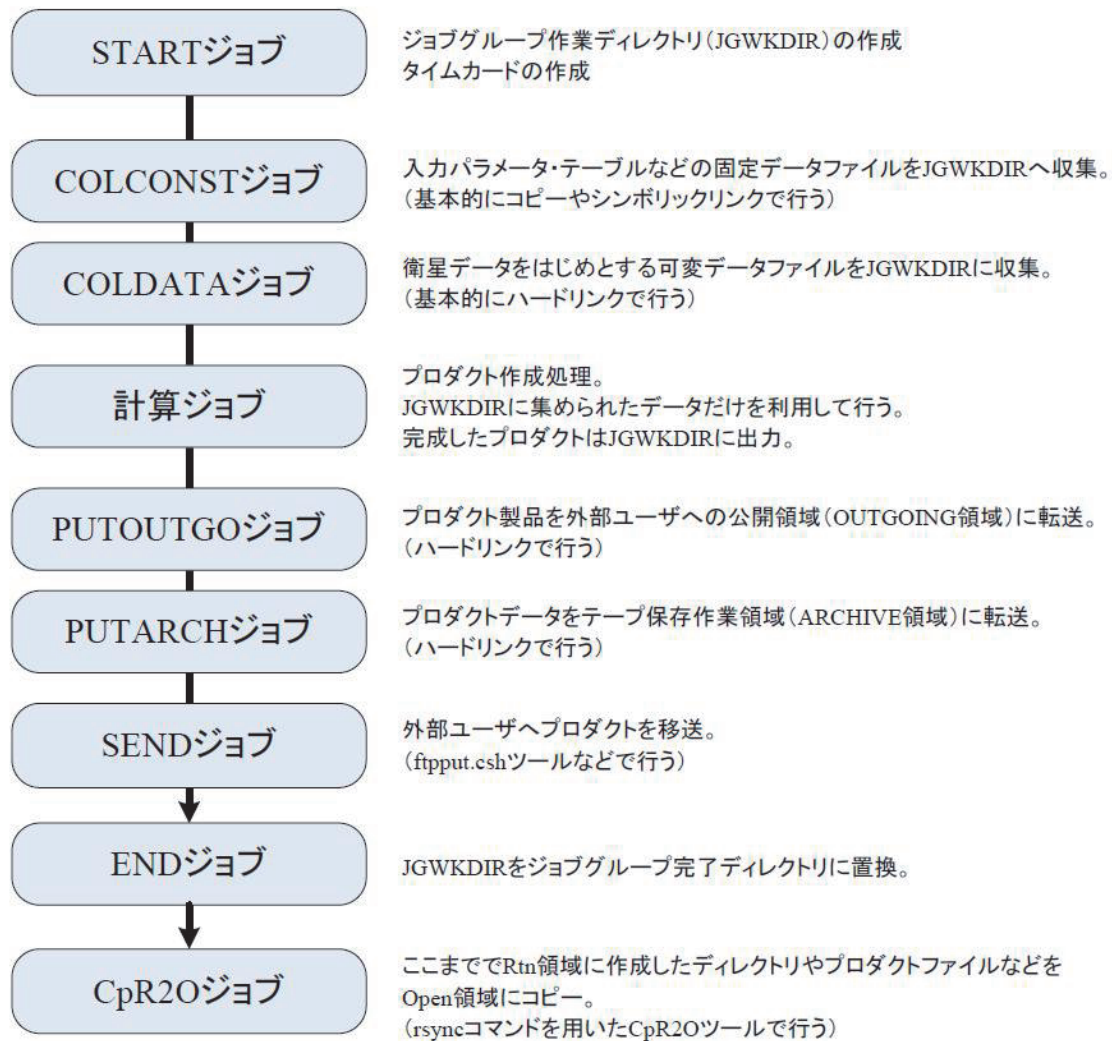 STARTジョブ
ジョブグループ作業ディレクトリ(JGWKDIR)の作成
タイムカードの作成
COLCONSTジョブ
入力パラメータ・テーブルなどの固定データファイルをJGWKDIRへ収集。
(基本的にコピーやシンボリックリンクで行う)
COLDATAジョブ
衛星データをはじめとする可変データファイルをJGWKDIRに収集。
(基本的にハードリンクで行う)
計算ジョブ
プロダクト作成処理。
JGWKDIRに集められたデータだけを利用して行う。
完成したプロダクトはJGWKDIRに出力。
PUTOUTGOジョブ
プロダクト製品を外部ユーザへの公開領域(OUTGOING領域)に転送。
(ハードリンクで行う)
PUTARCHジョブ
プロダクトデータをテープ保存作業領域(ARCHIVE領域)に転送。
(ハードリンクで行う)
SENDジョブ
外部ユーザへプロダクトを移送。
(ftpput.cshツールなどで行う)
ENDジョブ
JGWKDIRをジョブグループ完了ディレクトリに置換。
CpR2Oジョブ
ここまででRtn領域に作成したディレクトリやプロダクトファイルなどを
Open領域にコピー。
(rsyncコマンドを用いたCpR2Oツールで行う)